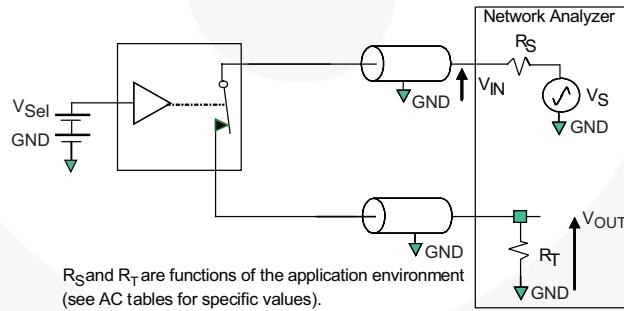 Network Analyzer
RS
VIN
VS
GND
GND
VSel
GND
GND
VOUT
RT
GND
RS and RT are functions of the application environment
(see AC tables for specific values).